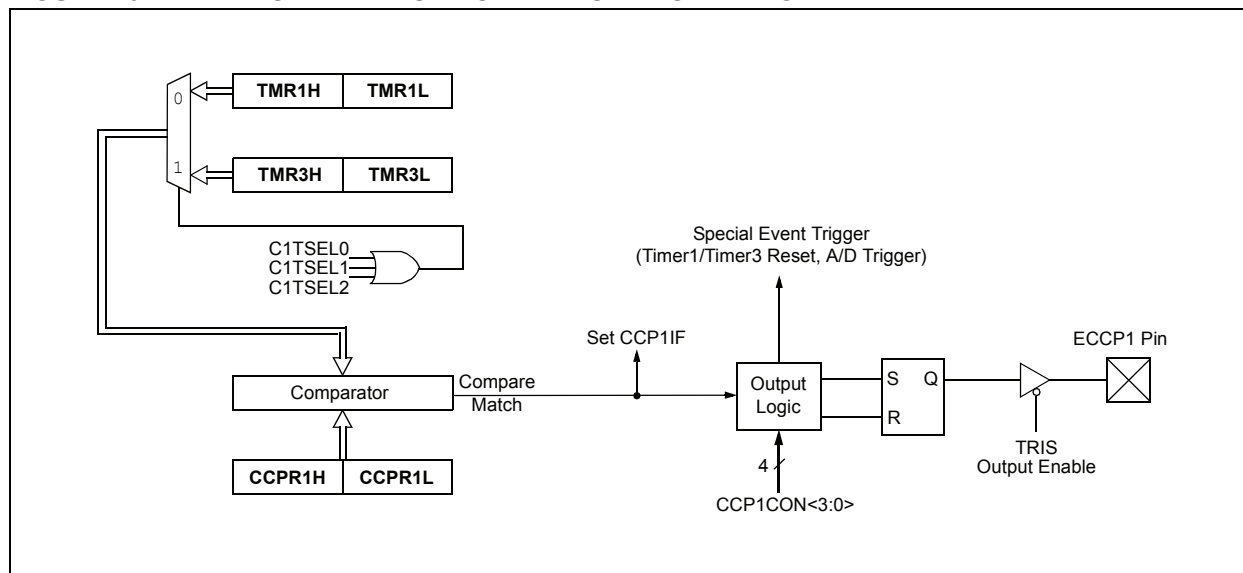 0
TMR1H TMR1L
1
TMR3H TMR3L
C1TSEL0
C1TSEL1
C1TSEL2
Special Event Trigger
(Timer1/Timer3 Reset, A/D Trigger)
Set CCP1IF
ECCP1 Pin
Comparator
Compare
Match
Output
Logic
S Q
R
TRIS
Output Enable
CCPR1H CCPR1L
4
CCP1CON<3:0>